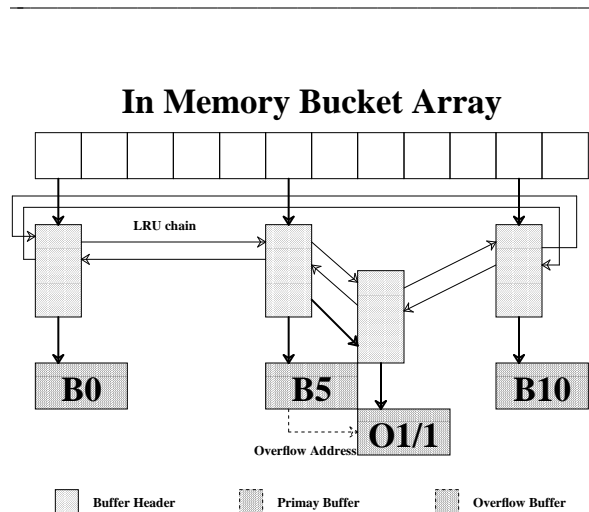 In Memory Bucket Array
LRU chain
B0
B5
B10
O1/1
Overflow Address
Buffer Header
Primay Buffer
Overflow Buffer